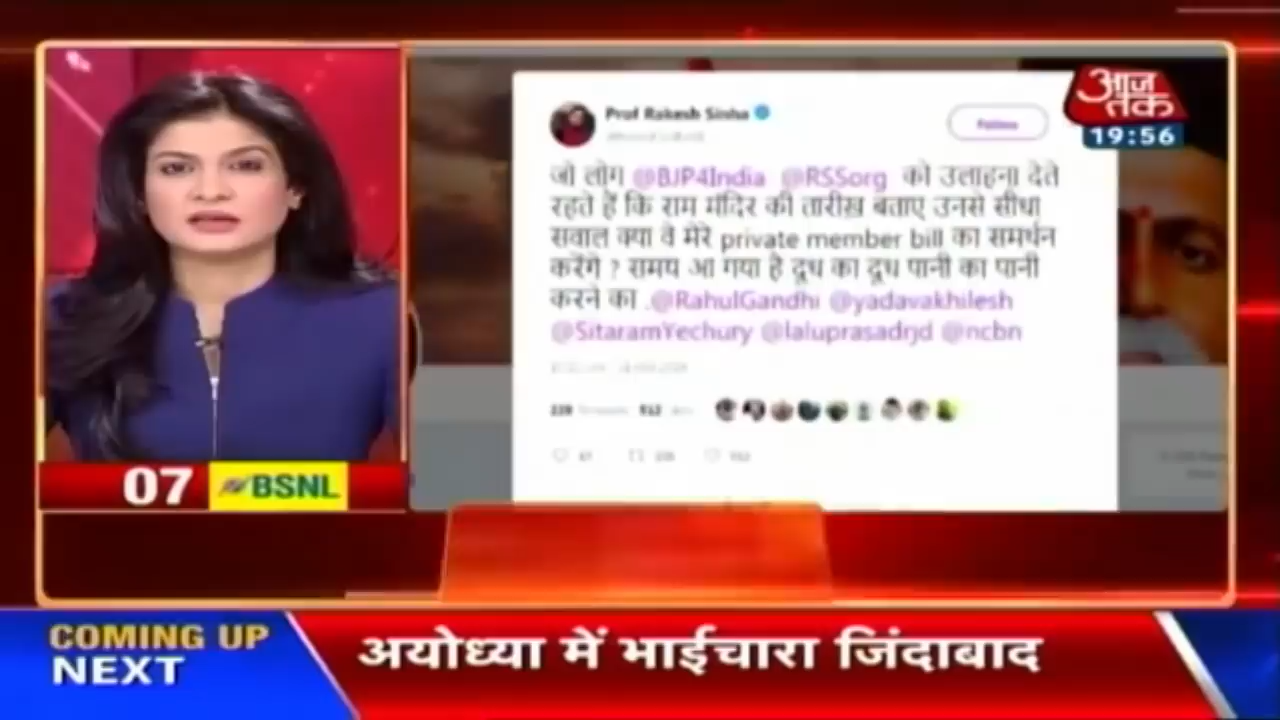 आज
तक
19:56
Prof Rakesh Sinha
Follow
जो लोग @BJP4India @RSSorg को उलाहना देते
रहते हैं कि राम मंदिर की तारीख़ बताए उनसे सीधा
सवाल क्या वे मेरे private member bill का समर्थन
करेंगे ? समय आ गया है दूध का दूध पानी का पानी
करने का .@RahulGandhi @yadavakhilesh
@SitaramYechury @laluprasadrjd @ncbn
07 BSNL
COMING UP
NEXT
अयोध्या में भाईचारा जिंदाबाद